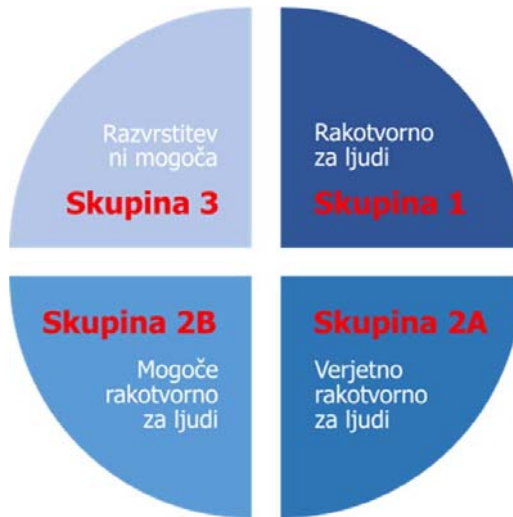 Razvrstitev
ni mogoča
Skupina 3
Rakotvorno
za ljudi
Skupina 1
Skupina 2B
Mogoče
rakotvorno
za ljudi
Skupina 2A
Verjetno
rakotvorno
za ljudi